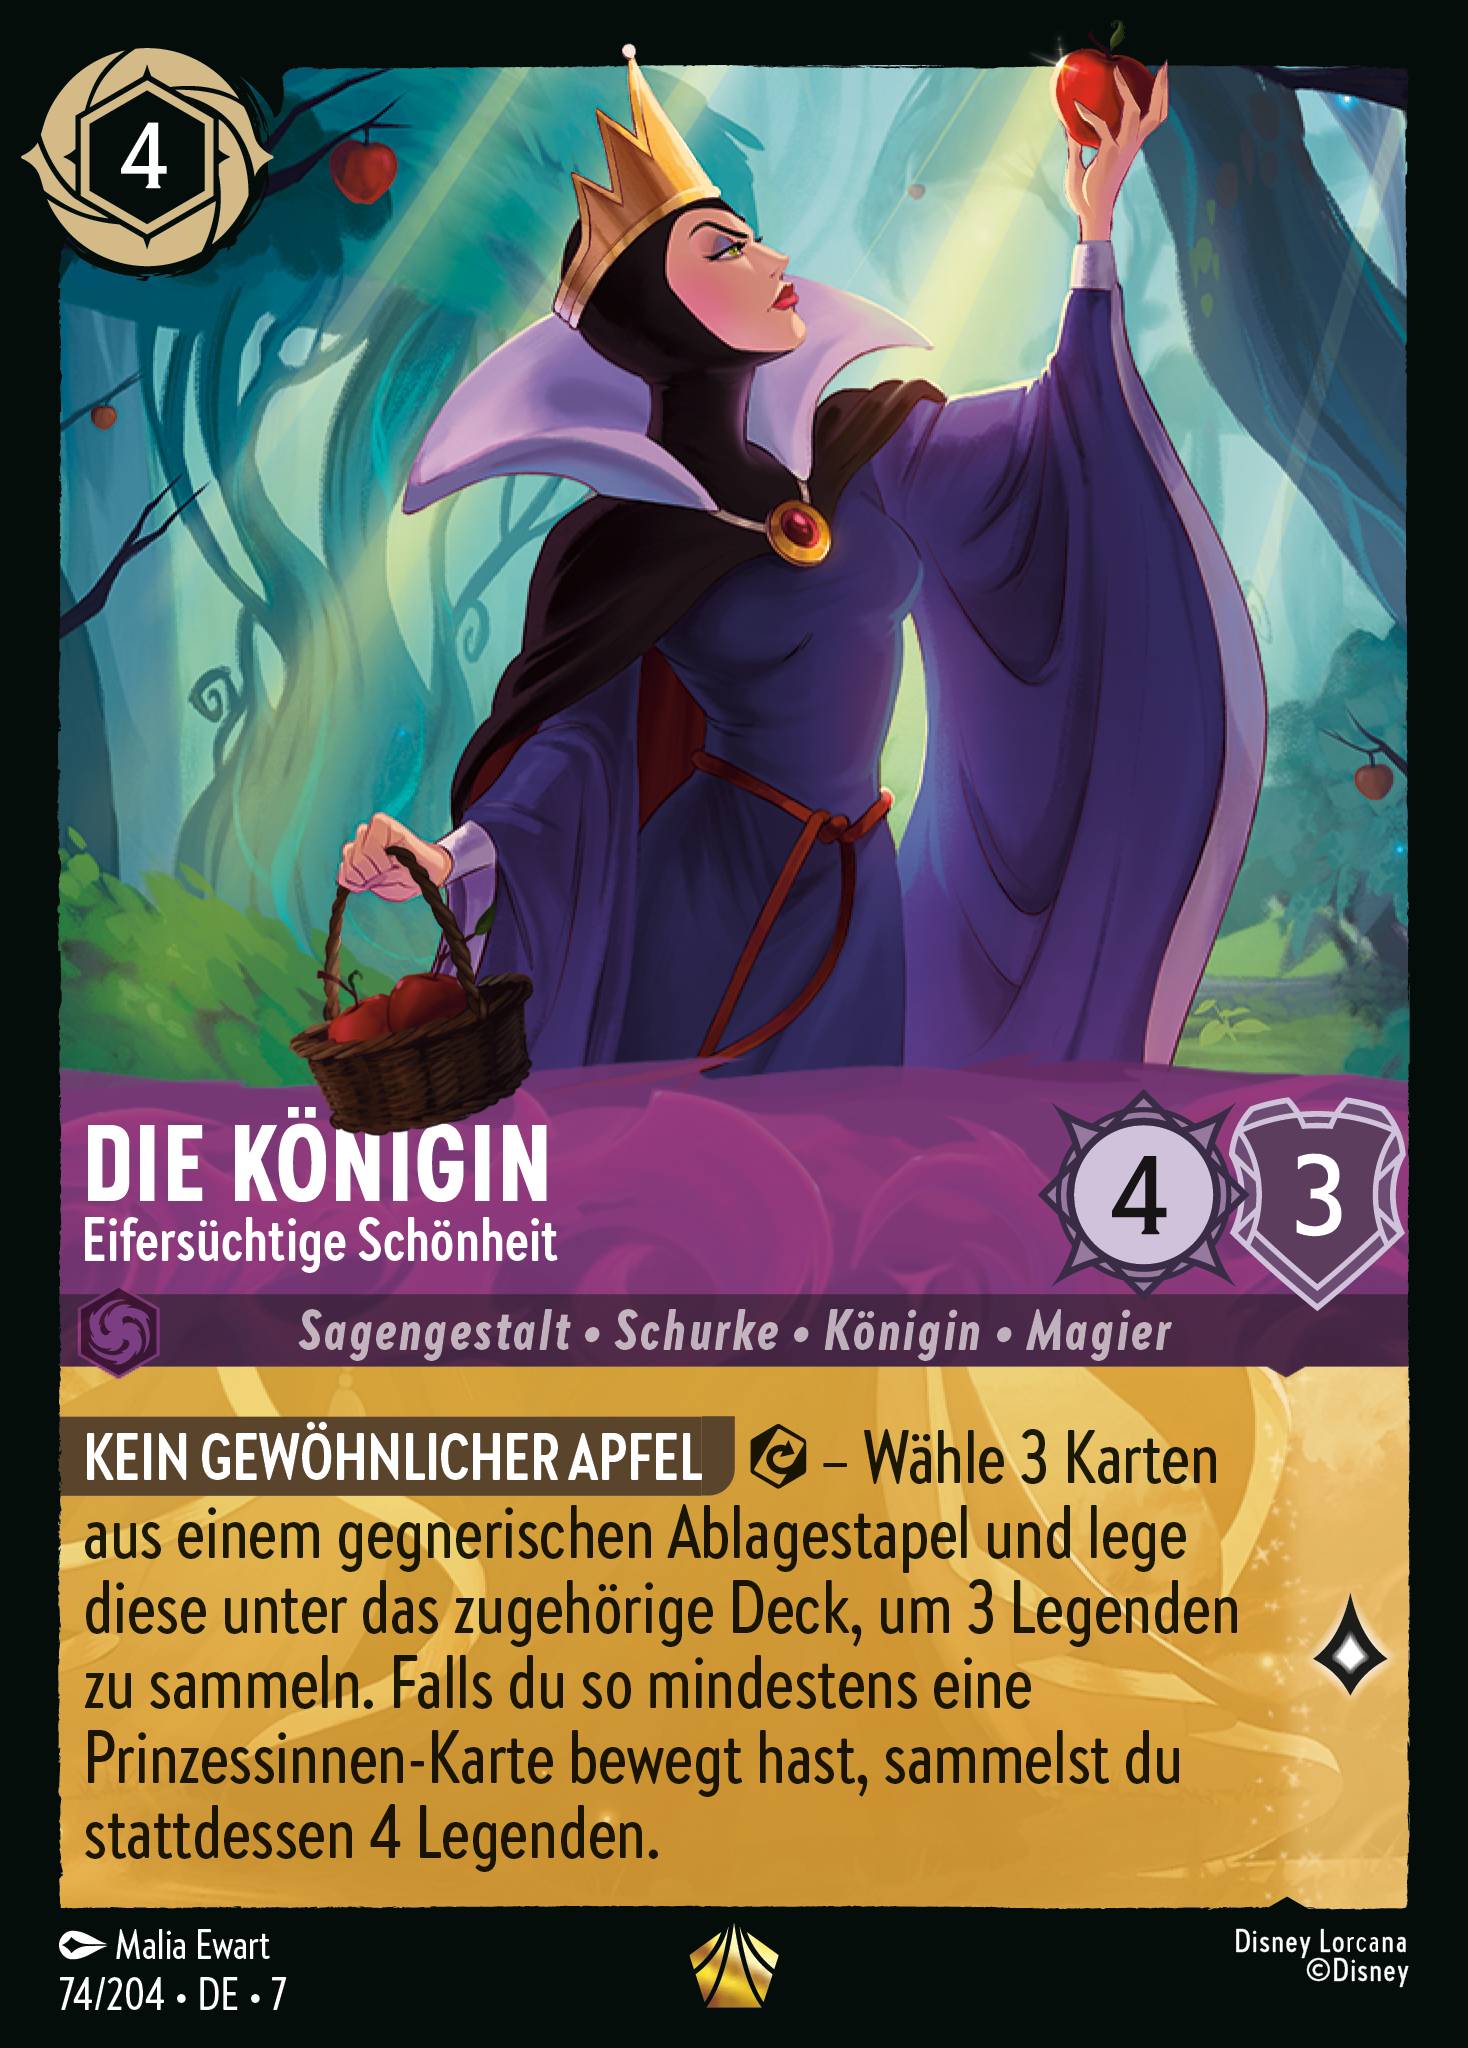 4
DIE KÖNIGIN
Eifersüchtige Schönheit
4 3
Sagengestalt • Schurke • Königin • Magier
KEIN GEWÖHNLICHER APFEL – Wähle 3 Karten
aus einem gegnerischen Ablagestapel und lege
diese unter das zugehörige Deck, um 3 Legenden
zu sammeln. Falls du so mindestens eine
Prinzessinnen-Karte bewegt hast, sammelst du
stattdessen 4 Legenden.
Malia Ewart
74/204 • DE • 7
Disney Lorcana
©Disney